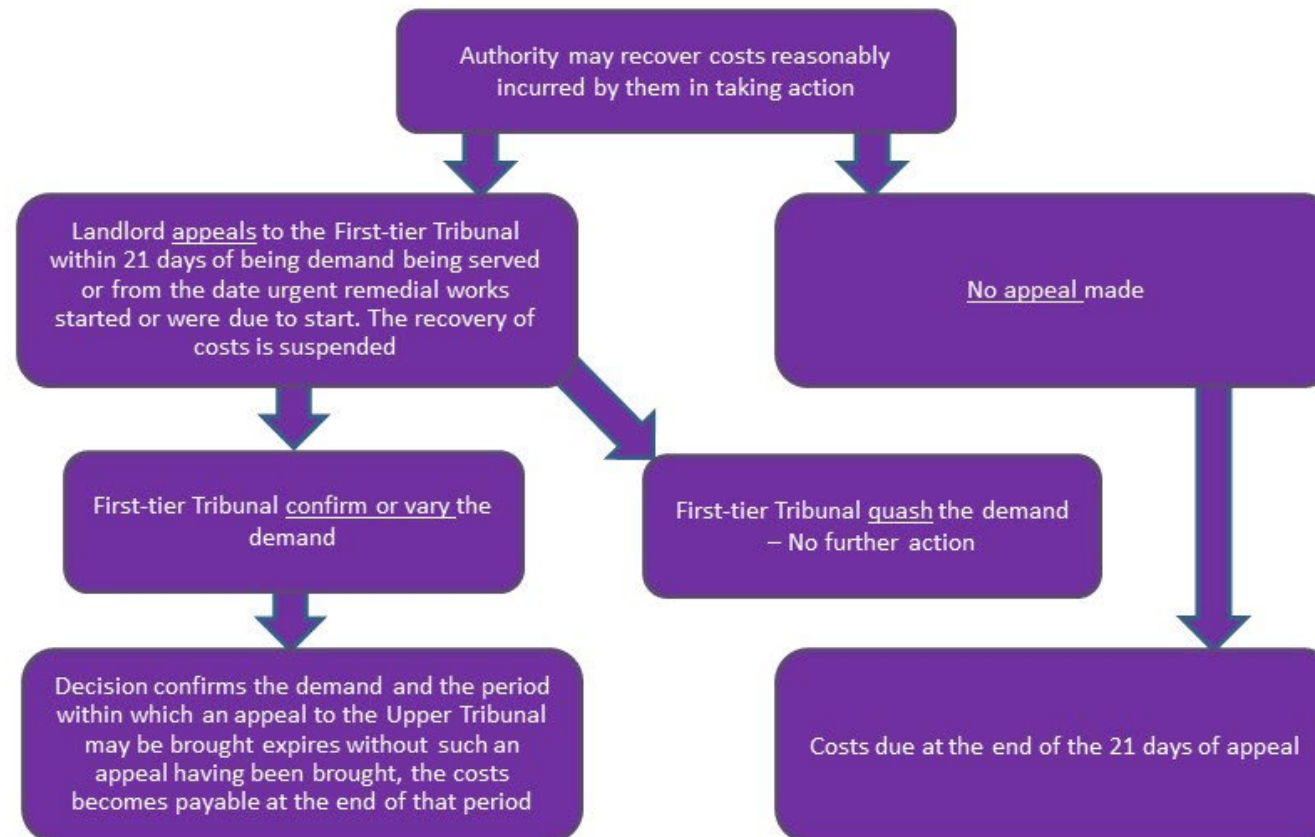 Authority may recover costs reasonably
incurred by them in taking action
Landlord appeals to the First-tier Tribunal
within 21 days of being demand being served
or from the date urgent remedial works
started or were due to start. The recovery of
costs is suspended
No appeal made
First-tier Tribunal confirm or vary the
demand
First-tier Tribunal quash the demand
– No further action
Decision confirms the demand and the period
within which an appeal to the Upper Tribunal
may be brought expires without such an
appeal having been brought, the costs
becomes payable at the end of that period
Costs due at the end of the 21 days of appeal